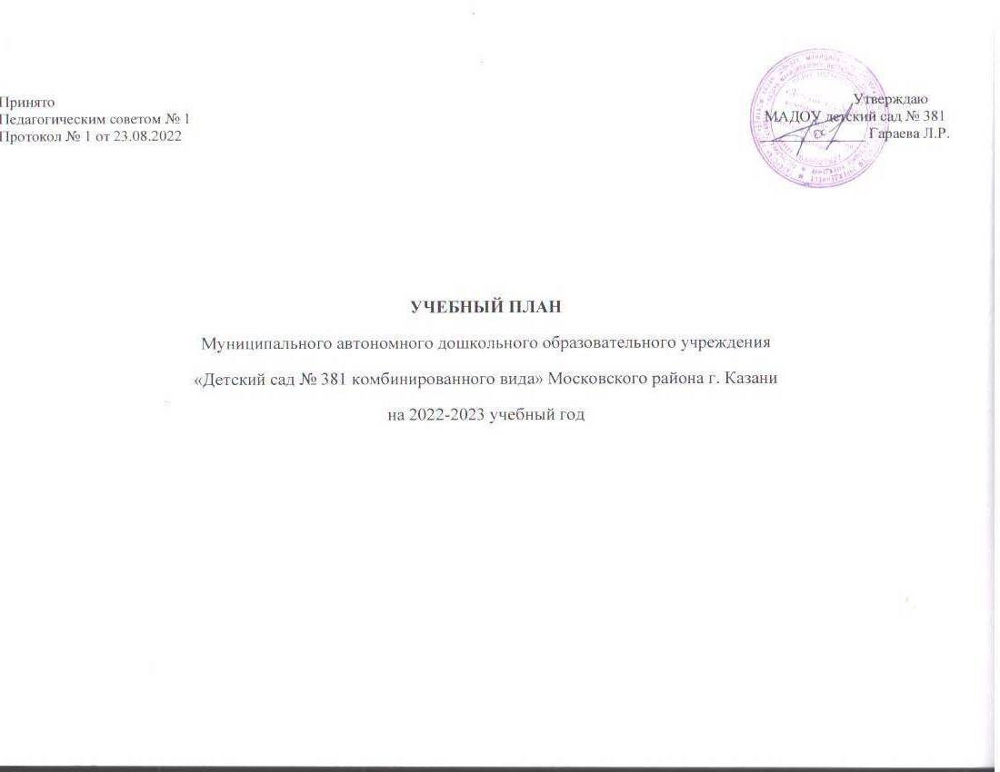 Принято
Педагогическим советом № 1
Протокол № 1 от 23.08.2022
Утверждаю
МАДОУ детский сад № 381
Гараева Л.Р.
УЧЕБНЫЙ ПЛАН
Муниципального автономного дошкольного образовательного учреждения
«Детский сад № 381 комбинированного вида» Московского района г. Казани
на 2022-2023 учебный год